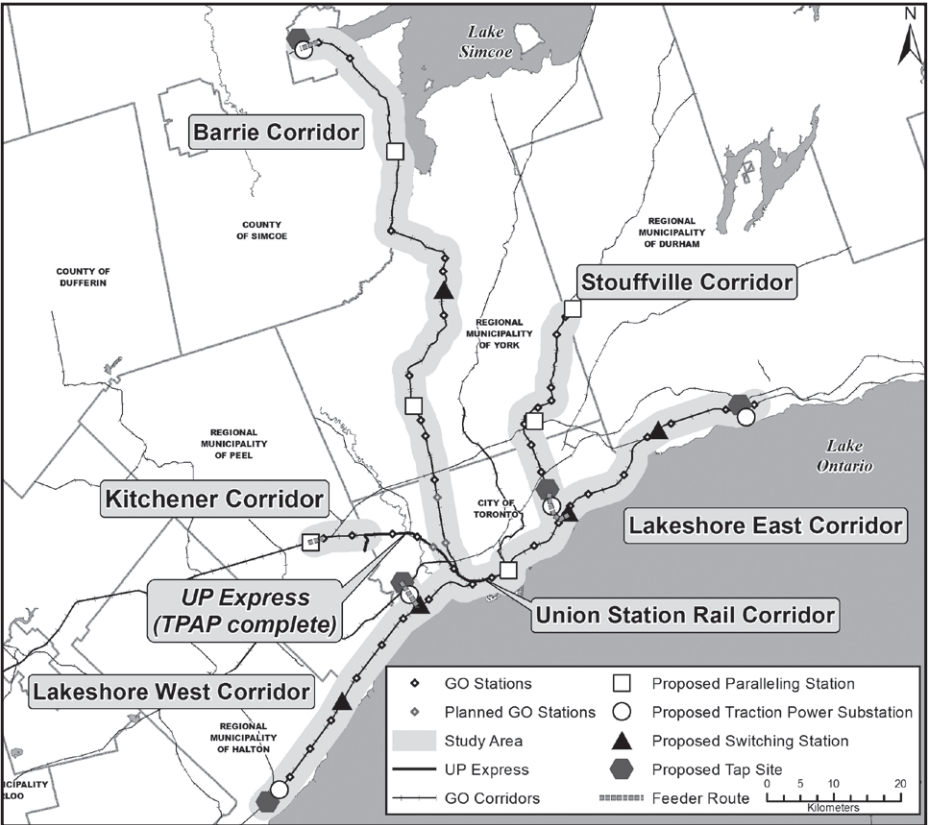 N
Lake
Simcoe
Barrie Corridor
COUNTY
OF SIMCOE
REGIONAL
MUNICIPALITY
OF DURHAM
COUNTY OF
DUFFERIN
Stouffville Corridor
REGIONAL
MUNICIPALITY
OF YORK
REGIONAL
MUNICIPALITY
OF PEEL
Lake
Ontario
Kitchener Corridor
CITY OF
TORONTO
Lakeshore East Corridor
UP Express
(TPAP complete)
Union Station Rail Corridor
Lakeshore West Corridor
REGIONAL
MUNICIPALITY
OF HALTON
ICIPALITY
RLOO
GO Stations
Planned GO Stations
Study Area
UP Express
GO Corridors
Proposed Paralleling Station
Proposed Traction Power Substation
Proposed Switching Station
Proposed Tap Site
Feeder Route
0 5 10 20
Kilometers